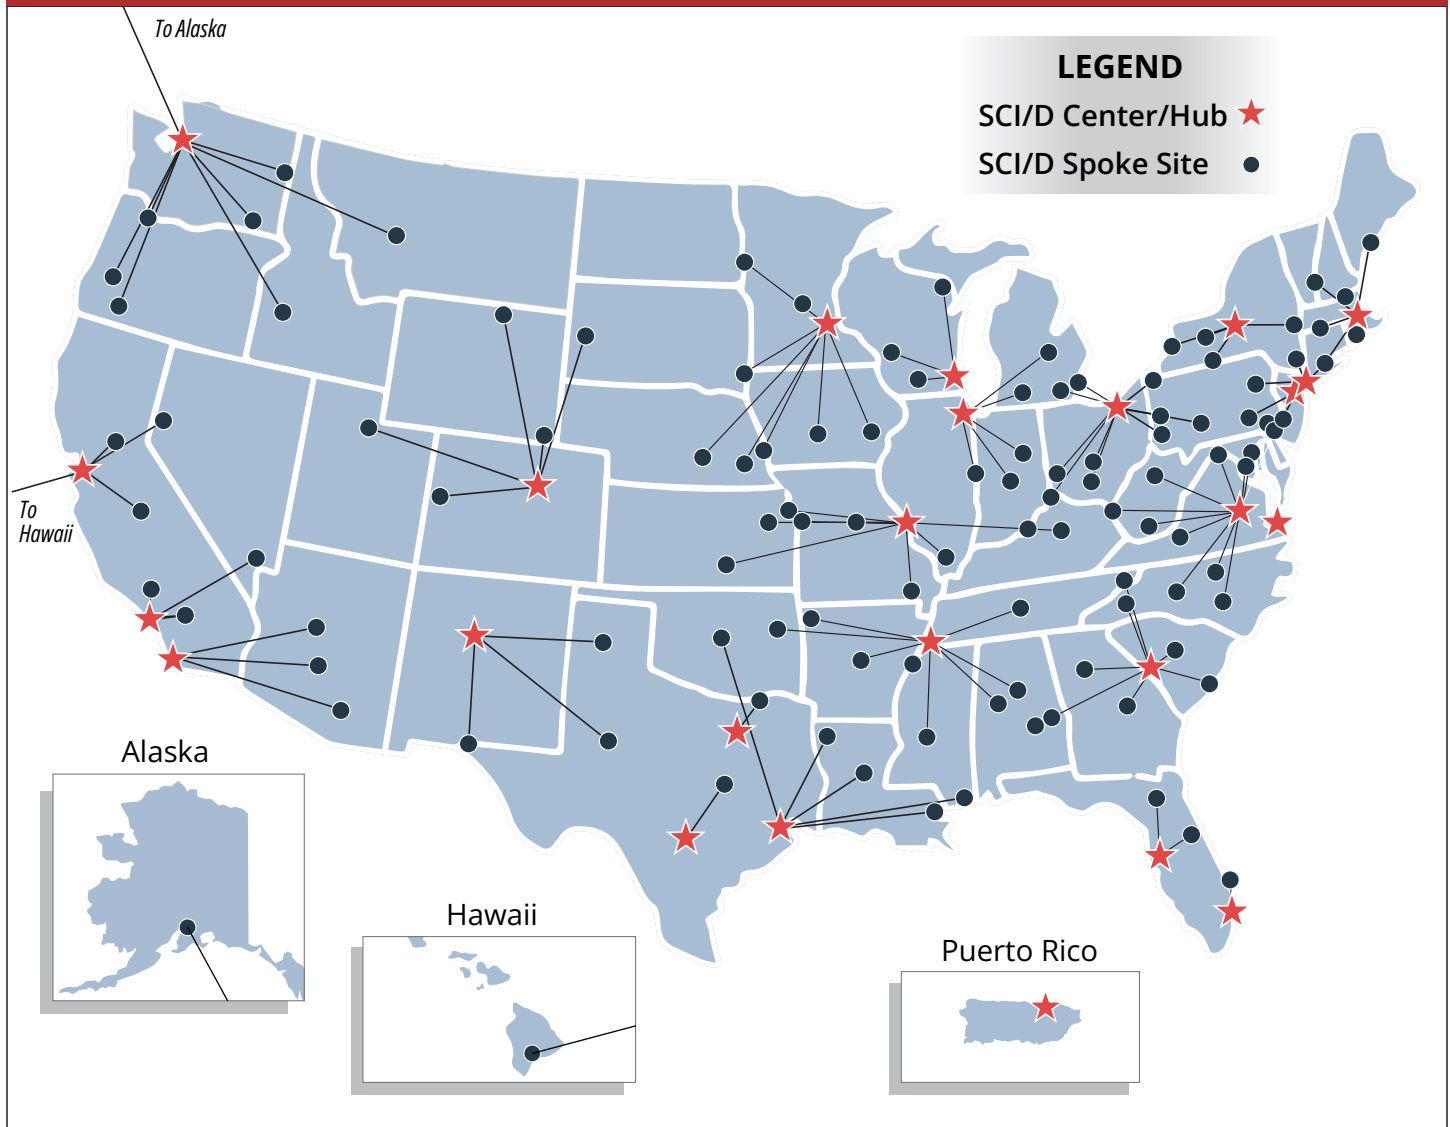 To Alaska
LEGEND
SCI/D Center/Hub
SCI/D Spoke Site
To
Hawaii
Alaska
Hawaii
Puerto Rico